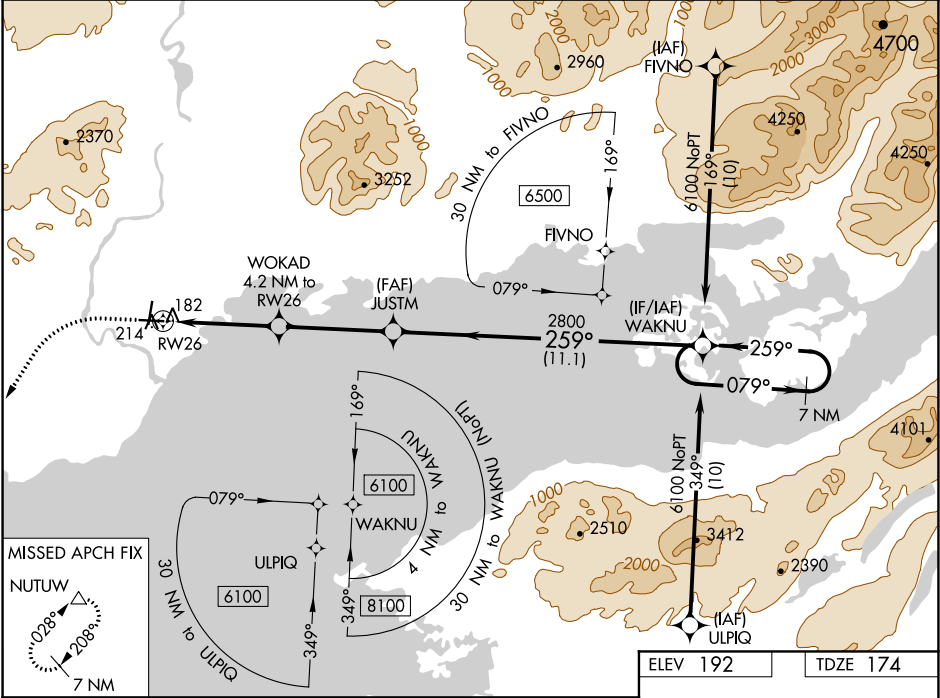 (IAF)
FIVNO
4700
3000
2000
1000
2960
1000
2000
1000
4250
4250
2370
3252
30 NM to FIVNO
169°
6500
FIVNO
079°
6100 NoPT
169°
(10)
WOKAD
4.2 NM to
RW26
(FAF)
JUSTM
(IF/IAF)
WAKNU
182
214
RW26
2800
259°
(11.1)
259°
079°
7 NM
169°
4 NM to WAKNU
30 NM to WAKNU (NoPT)
6100
WAKNU
349°
8100
079°
ULPIQ
6100
349°
30 NM to ULPIQ
6100 NoPT
349°
(10)
4101
1000
2510
3412
2000
2390
(IAF)
ULPIQ
MISSED APCH FIX
NUTUW
028°
208°
7 NM
ELEV 192
TDZE 174